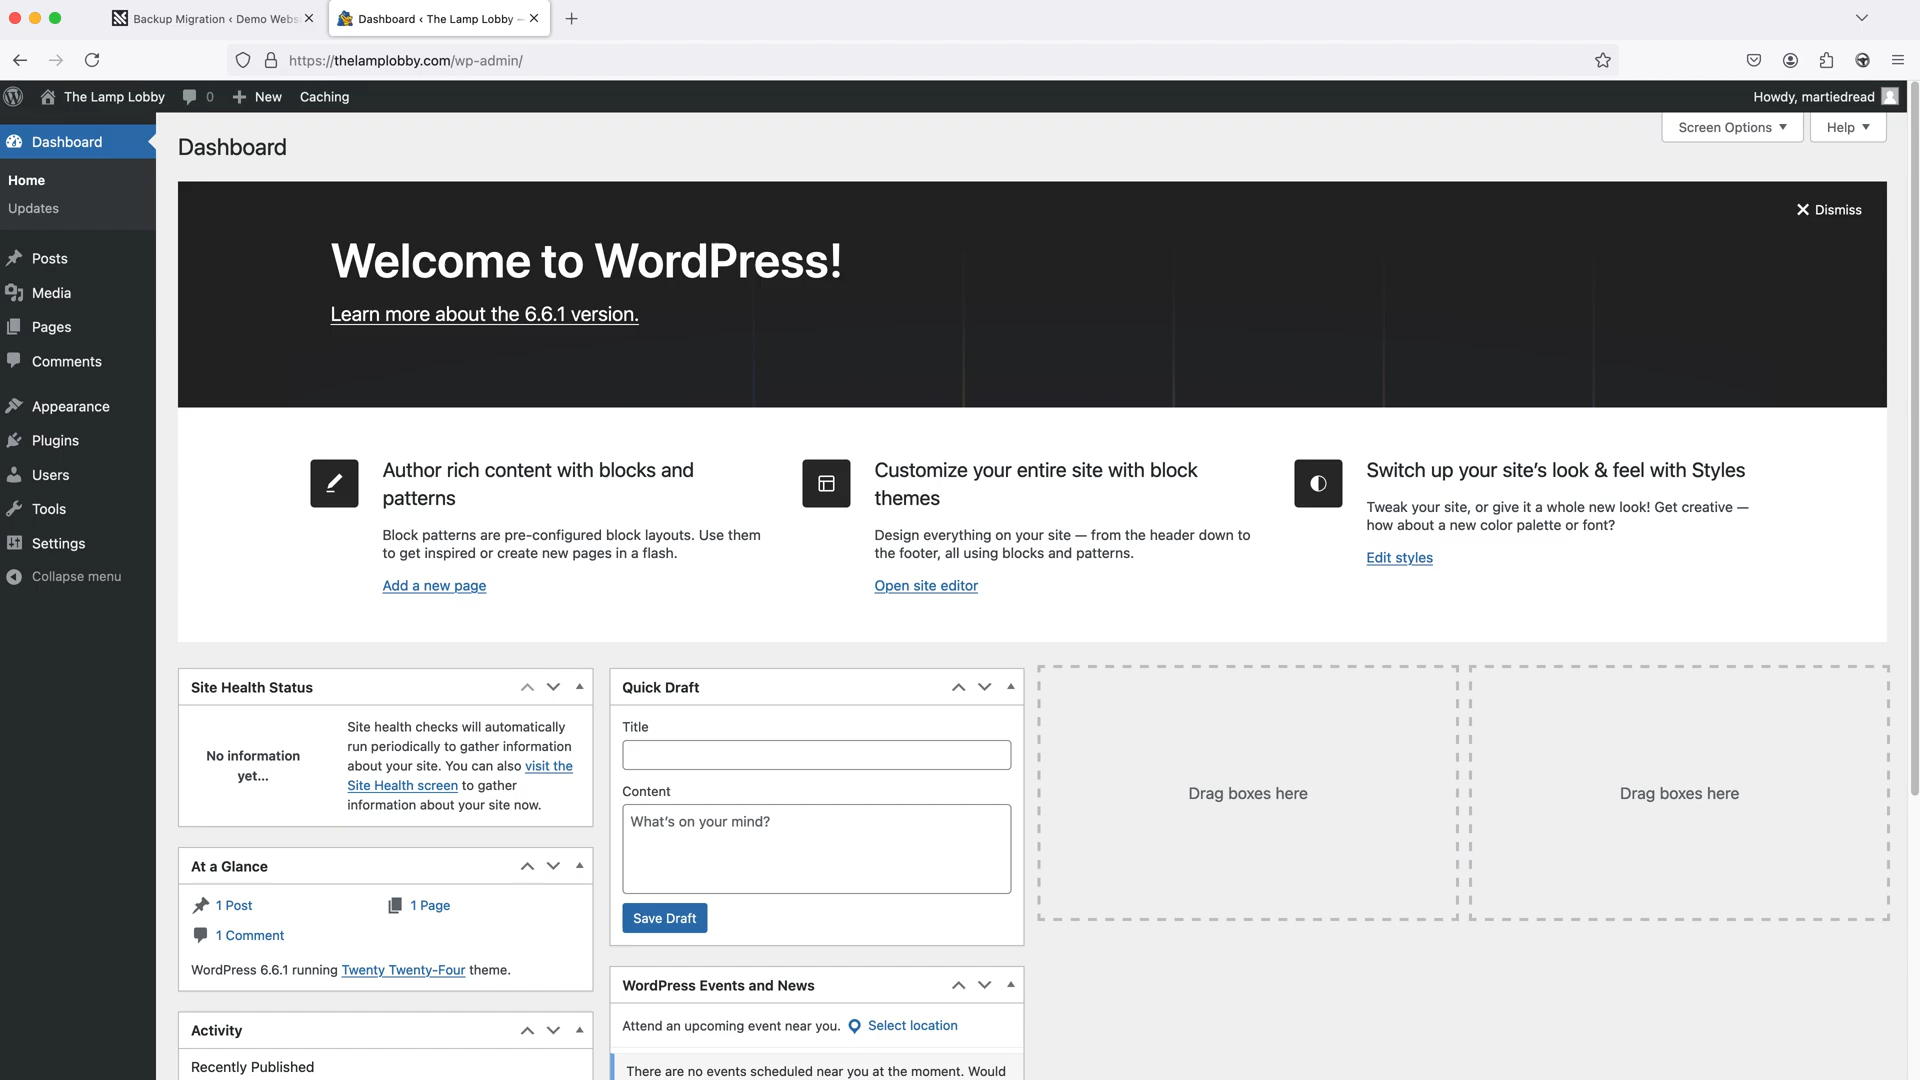 Backup Migration ‹ Demo Webs
Dashboard ‹ The Lamp Lobby —
https://thelamplobby.com/wp-admin/
The Lamp Lobby
0
New
Caching
Howdy, martiedread
Dashboard
Home
Updates
Posts
Media
Pages
Comments
Appearance
Plugins
Users
Tools
Settings
Collapse menu
Dashboard
Screen Options
Help
Dismiss
Welcome to WordPress!
Learn more about the 6.6.1 version.
Author rich content with blocks and
patterns
Block patterns are pre-configured block layouts. Use them
to get inspired or create new pages in a flash.
Add a new page
Customize your entire site with block
themes
Design everything on your site — from the header down to
the footer, all using blocks and patterns.
Open site editor
Switch up your site’s look & feel with Styles
Tweak your site, or give it a whole new look! Get creative —
how about a new color palette or font?
Edit styles
Site Health Status
No information
yet...
Site health checks will automatically
run periodically to gather information
about your site. You can also visit the
Site Health screen to gather
information about your site now.
At a Glance
1 Post
1 Page
1 Comment
WordPress 6.6.1 running Twenty Twenty-Four theme.
Activity
Recently Published
Quick Draft
Title
Content
What’s on your mind?
Save Draft
WordPress Events and News
Attend an upcoming event near you.
Select location
There are no events scheduled near you at the moment. Would
Drag boxes here
Drag boxes here